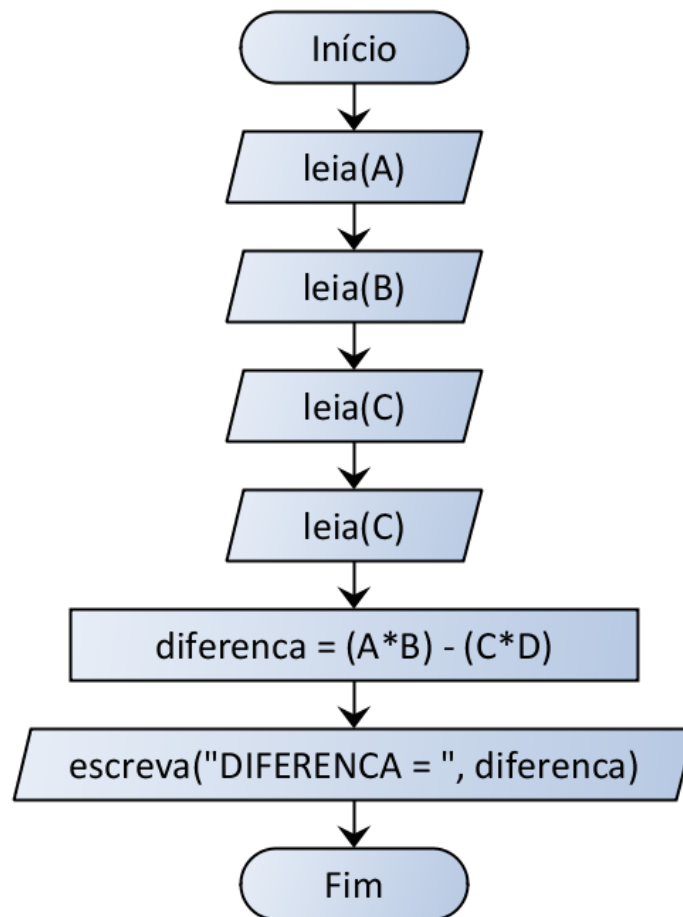 Início
leia(A)
leia(B)
leia(C)
leia(C)
diferenca = (A*B) - (C*D)
escreva("DIFERENCA = ", diferenca)
Fim